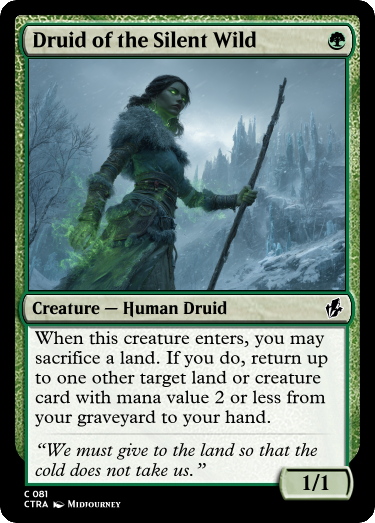 Druid of the Silent Wild
Creature — Human Druid
When this creature enters, you may
sacrifice a land. If you do, return up
to one other target land or creature
card with mana value 2 or less from
your graveyard to your hand.
“We must give to the land so that the
cold does not take us.”
1/1
C 081
CTRA Midjourney